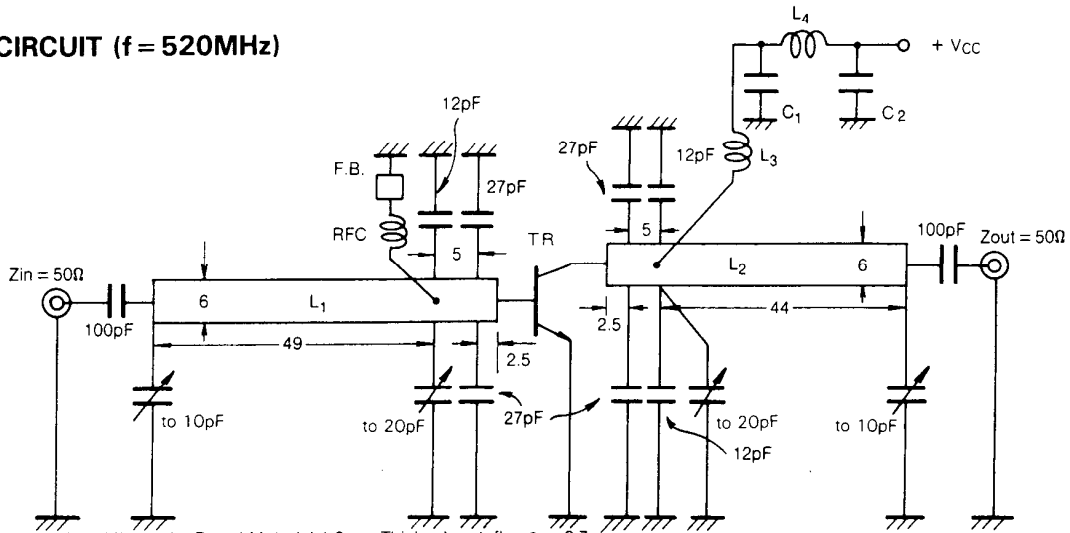 CIRCUIT (f = 520MHz)
L4
+ VCC
C1
C2
12pF
27pF
12pF
L3
F.B.
27pF
RFC
5
TR
5
100pF
Zout = 50Ω
Zin = 50Ω
6
L1
L2
6
100pF
49
2.5
2.5
44
to 10pF
to 20pF
27pF
to 20pF
to 10pF
12pF